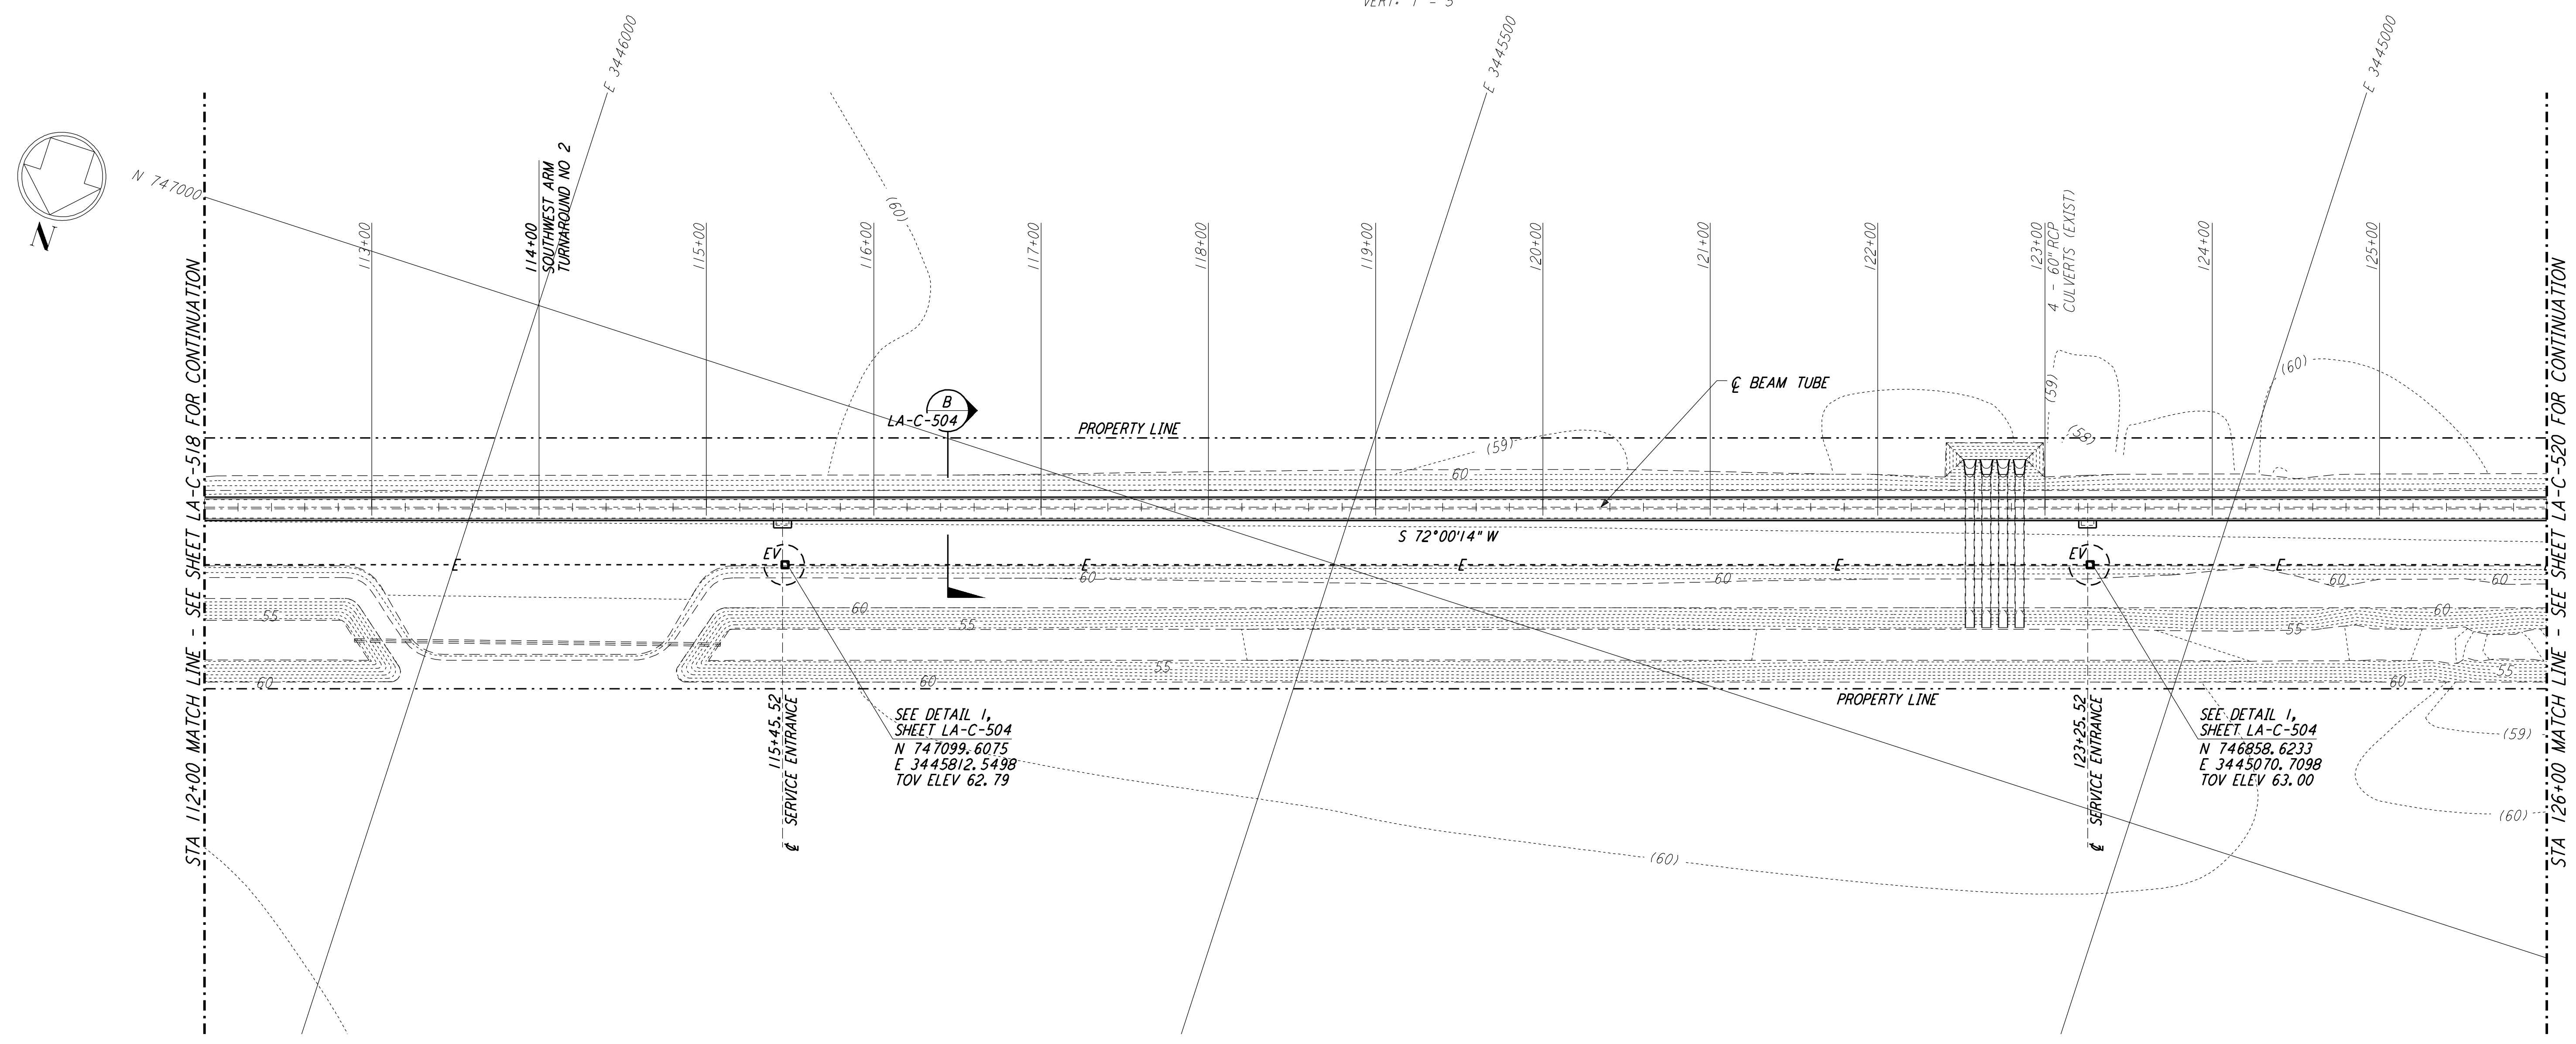 VERT. 1" = 5'
E 3446000
E 3445500
E 3445000
N
N 747000
STA 112+00 MATCH LINE - SEE SHEET LA-C-518 FOR CONTINUATION
113+00
114+00
SOUTHWEST ARM
TURNAROUND NO 2
115+00
116+00
117+00
118+00
119+00
120+00
121+00
122+00
123+00
4 - 60" RCP
CULVERTS (EXIST)
124+00
125+00
STA 126+00 MATCH LINE - SEE SHEET LA-C-520 FOR CONTINUATION
(60)
B
LA-C-504
PROPERTY LINE
℄ BEAM TUBE
(59)
(59)
(58)
(60)
60
S 72°00'14" W
EV
EV
E
E
E
E
E
60
60
60
60
55
60
55
60
55
60
55
60
60
55
60
55
PROPERTY LINE
115+45.52
℄ SERVICE ENTRANCE
SEE DETAIL 1,
SHEET LA-C-504
N 747099.6075
E 3445812.5498
TOV ELEV 62.79
123+25.52
℄ SERVICE ENTRANCE
SEE DETAIL 1,
SHEET LA-C-504
N 746858.6233
E 3445070.7098
TOV ELEV 63.00
(59)
(60)
(60)